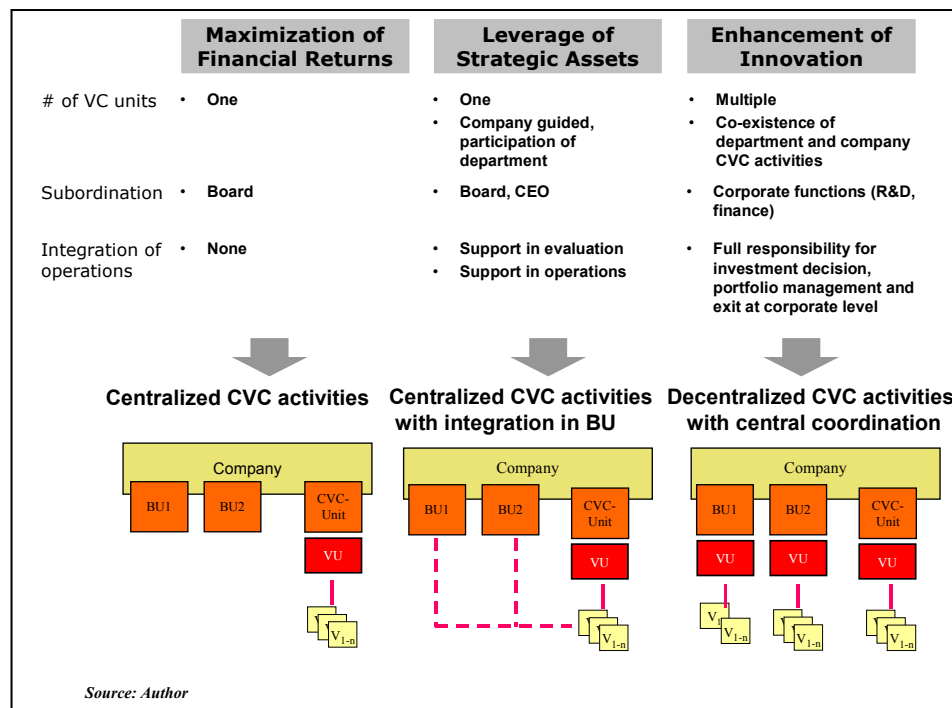 Maximization of
Financial Returns
Leverage of
Strategic Assets
Enhancement of
Innovation
# of VC units
• One
• One
• Company guided,
participation of
department
• Multiple
• Co-existence of
department and company
CVC activities
Subordination
• Board
• Board, CEO
• Corporate functions (R&D,
finance)
Integration of
operations
• None
• Support in evaluation
• Support in operations
• Full responsibility for
investment decision,
portfolio management and
exit at corporate level
Centralized CVC activities
Centralized CVC activities
with integration in BU
Decentralized CVC activities
with central coordination
Company
BU1
BU2
CVC-
Unit
VU
V1-n
Company
BU1
BU2
CVC-
Unit
VU
V1-n
Company
BU1
BU2
CVC-
Unit
VU
VU
VU
V1
V1-n
V1-n
Source: Author